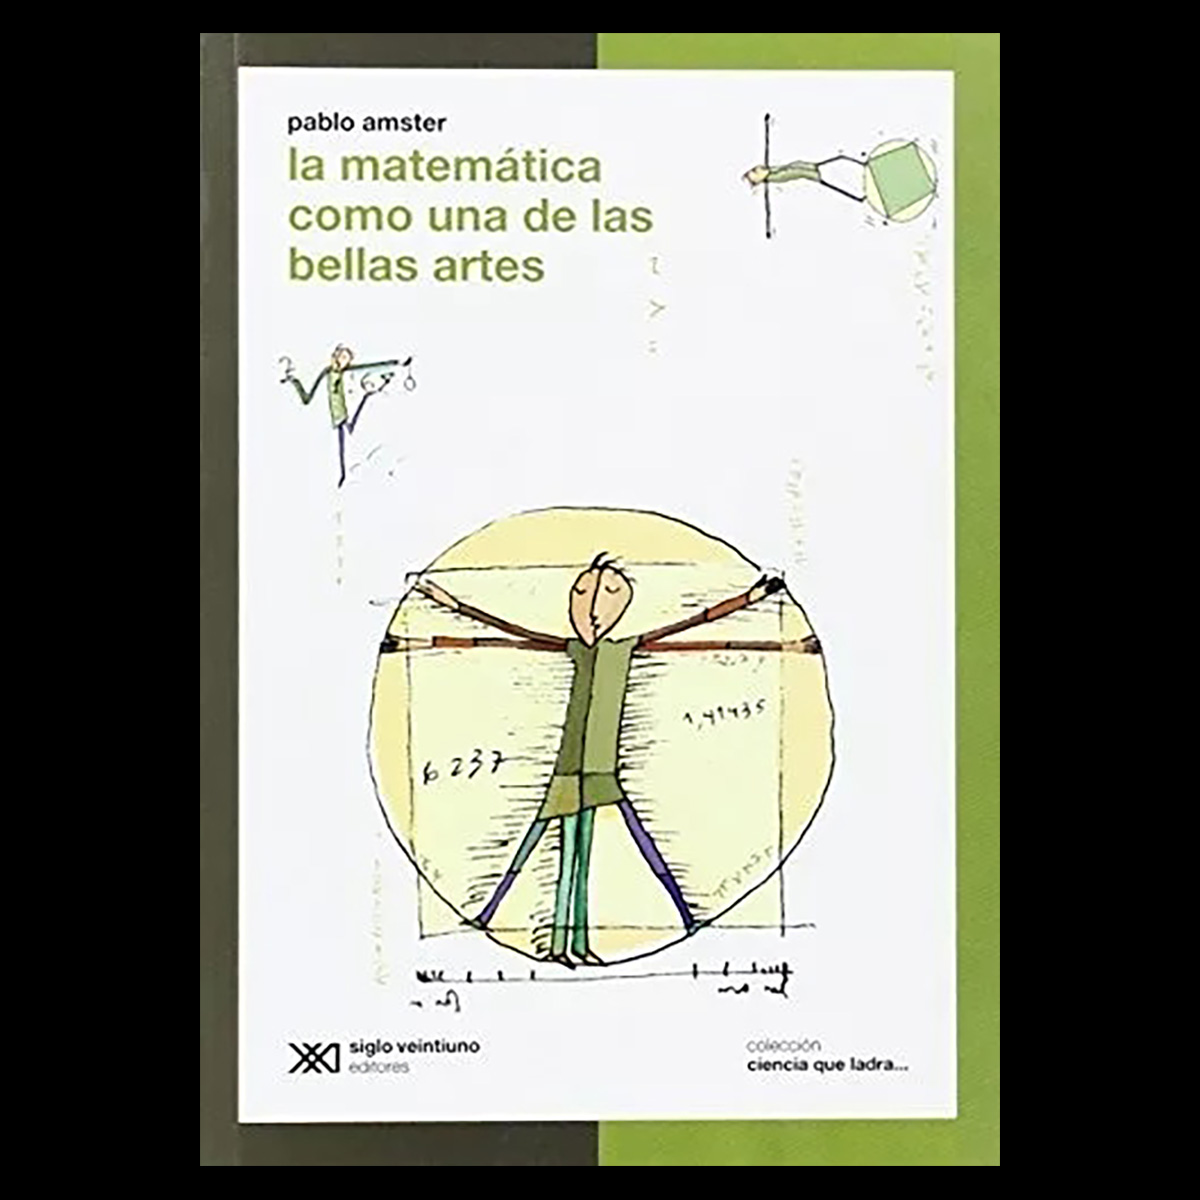 pablo amster
la matemática
como una de las
bellas artes
6 237
1,41435
siglo veintiuno
editores
colección
ciencia que ladra...